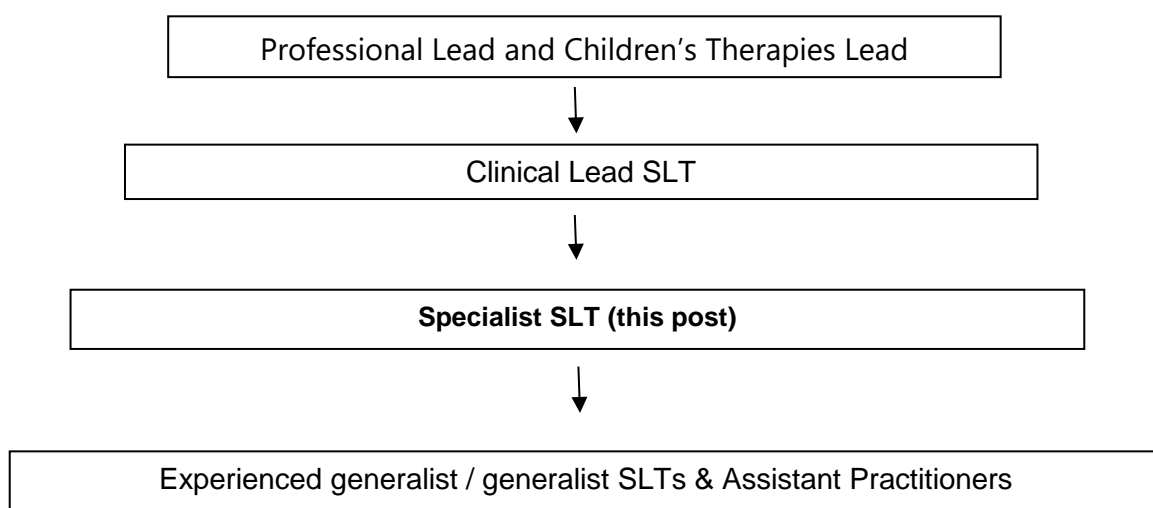 Professional Lead and Children’s Therapies Lead
Clinical Lead SLT
Specialist SLT (this post)
Experienced generalist / generalist SLTs & Assistant Practitioners